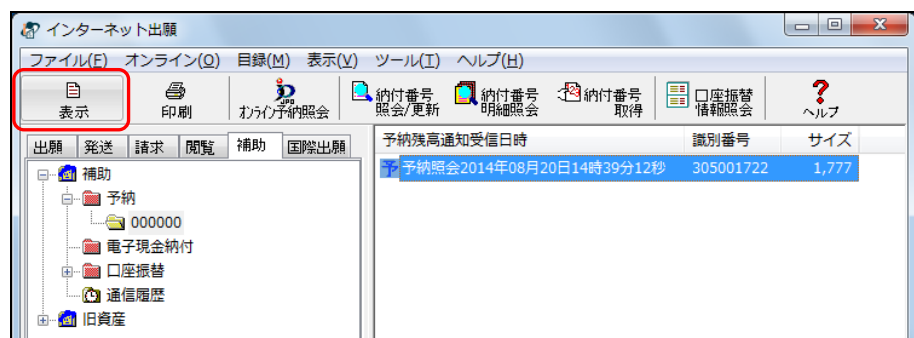 インターネット出願
ファイル(F) オンライン(O) 目録(M) 表示(V) ツール(T) ヘルプ(H)
表示
印刷
オンライン予納照会
納付番号
照会/更新
納付番号
明細照会
納付番号
取得
口座振替
情報照会
ヘルプ
出願 発送 請求 閲覧 補助 国際出願
補助
予納
000000
電子現金納付
口座振替
通信履歴
旧資産
予納残高通知受信日時 識別番号 サイズ
予 予納照会2014年08月20日14時39分12秒 305001722 1,777